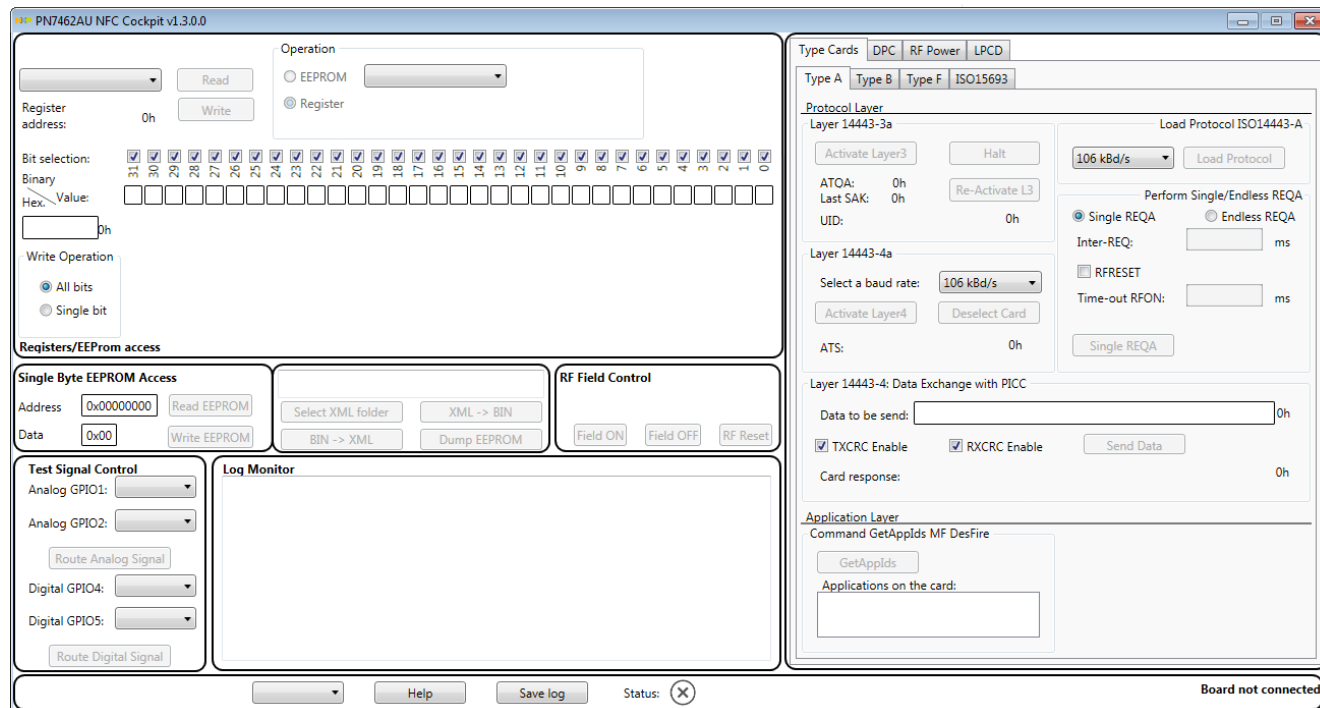 PN7462AU NFC Cockpit v1.3.0.0
Operation
Read
EEPROM
Write
Register
Register
address:
0h
Bit selection:
31 30 29 28 27 26 25 24 23 22 21 20 19 18 17 16 15 14 13 12 11 10 9 8 7 6 5 4 3 2 1 0
Binary
Hex. Value:
0h
Write Operation
All bits
Single bit
Registers/EEProm access
Single Byte EEPROM Access
Address 0x00000000 Read EEPROM
Data 0x00 Write EEPROM
Select XML folder XML -> BIN
BIN -> XML Dump EEPROM
RF Field Control
Field ON Field OFF RF Reset
Test Signal Control
Analog GPIO1:
Analog GPIO2:
Route Analog Signal
Digital GPIO4:
Digital GPIO5:
Route Digital Signal
Log Monitor
Type Cards DPC RF Power LPCD
Type A Type B Type F ISO15693
Protocol Layer
Layer 14443-3a
Activate Layer3 Halt
ATQA: 0h
Last SAK: 0h
Re-Activate L3
UID: 0h
Load Protocol ISO14443-A
106 kBd/s Load Protocol
Perform Single/Endless REQA
Single REQA Endless REQA
Inter-REQ: ms
RFRESET
Time-out RFON: ms
Single REQA
Layer 14443-4a
Select a baud rate: 106 kBd/s
Activate Layer4 Deselect Card
ATS: 0h
Layer 14443-4: Data Exchange with PICC
Data to be send: 0h
TXCRC Enable RXCRC Enable Send Data
Card response: 0h
Application Layer
Command GetAppIds MF DesFire
GetAppIds
Applications on the card:
Help Save log Status: Board not connected